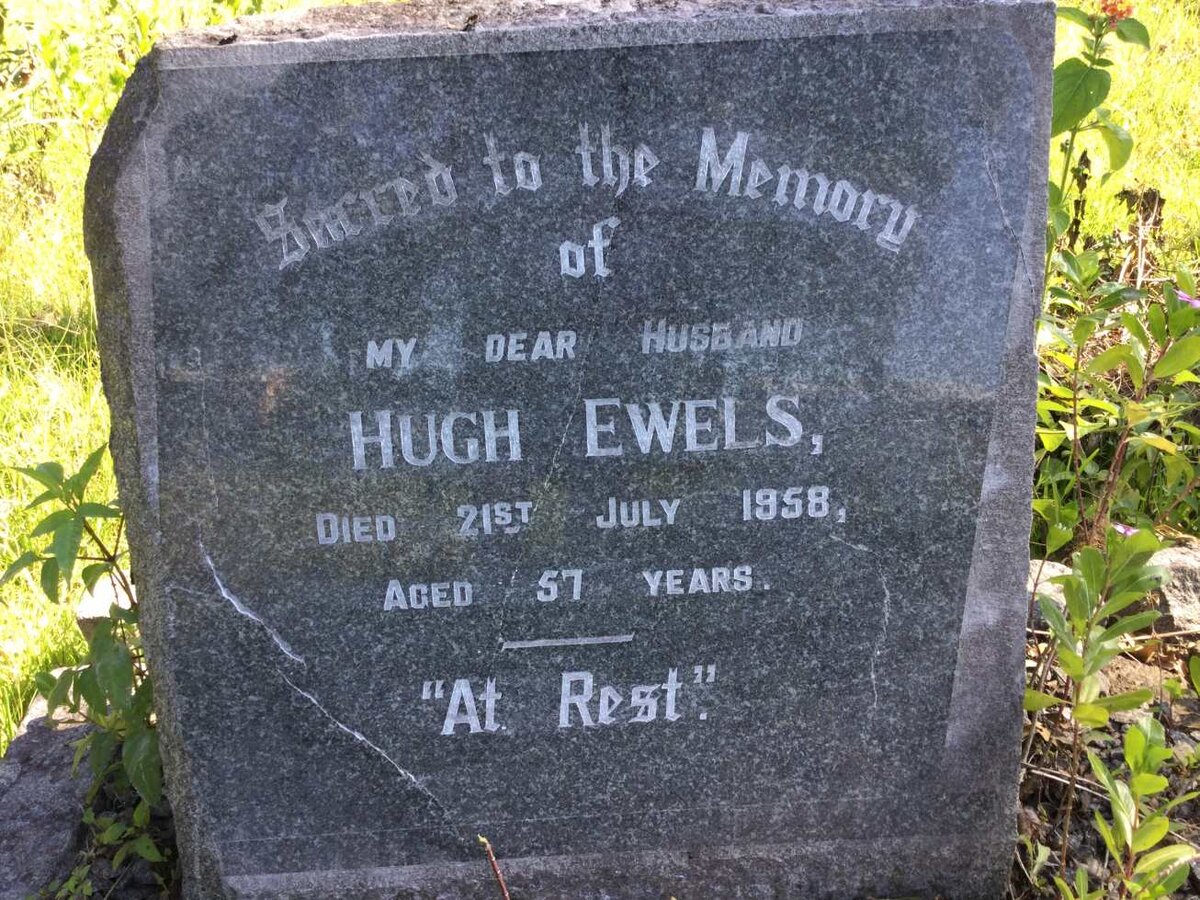 Sacred to the Memory
of
MY DEAR HUSBAND
HUGH EWELS,
DIED 21ST JULY 1958,
AGED 57 YEARS.
"At Rest".